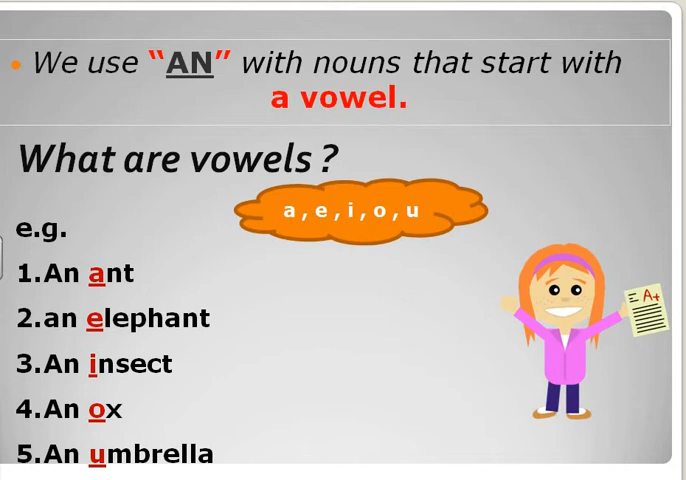 • We use “AN” with nouns that start with
a vowel.
What are vowels ?
a , e , i , o , u
e.g.
1.An ant
2.an elephant
3.An insect
4.An ox
5.An umbrella
A+